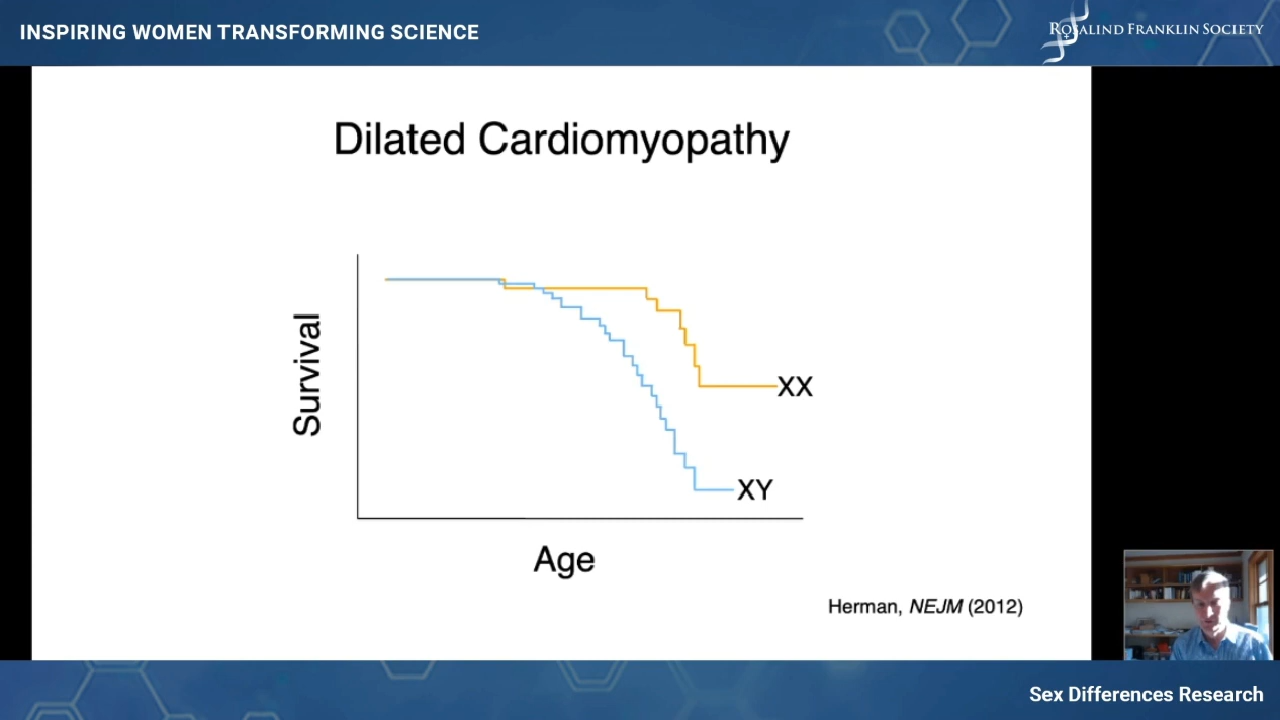 INSPIRING WOMEN TRANSFORMING SCIENCE
ROSALIND FRANKLIN SOCIETY
Dilated Cardiomyopathy
Survival
XX
XY
Age
Herman, NEJM (2012)
Sex Differences Research